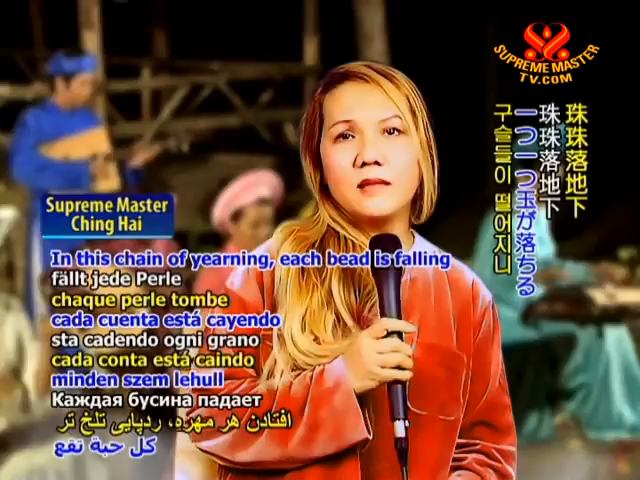 SUPREME MASTER
TV.COM
Supreme Master
Ching Hai
In this chain of yearning, each bead is falling
fällt jede Perle
chaque perle tombe
cada cuenta está cayendo
sta cadendo ogni grano
cada conta está caindo
minden szem lehull
Каждая бусина падает
افتادن هر مهره، ردپایی تلخ تر
كل حبة تقع
珠珠落地下
珠珠落地下
一つ一つ玉が落ちる
구슬들이 떨어지니